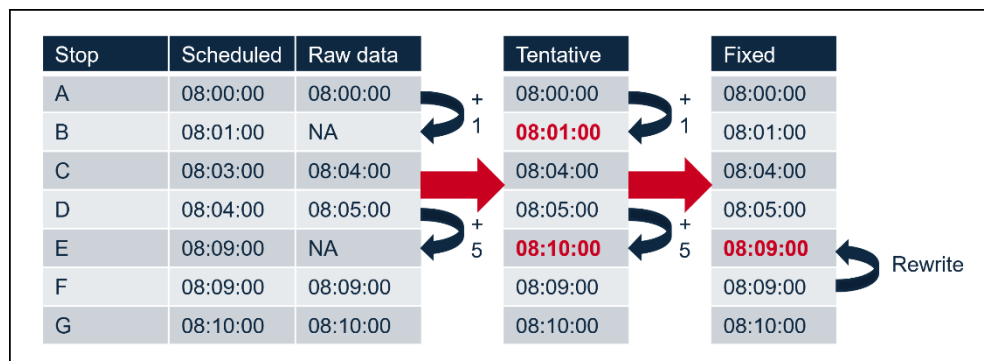 Stop Scheduled Raw data Tentative Fixed
A 08:00:00 08:00:00 + 1 08:00:00 + 1 08:00:00
B 08:01:00 NA 08:01:00 08:01:00
C 08:03:00 08:04:00 08:04:00 08:04:00
D 08:04:00 08:05:00 + 5 08:05:00 + 5 08:05:00
E 08:09:00 NA 08:10:00 08:09:00 Rewrite
F 08:09:00 08:09:00 08:09:00 08:09:00
G 08:10:00 08:10:00 08:10:00 08:10:00